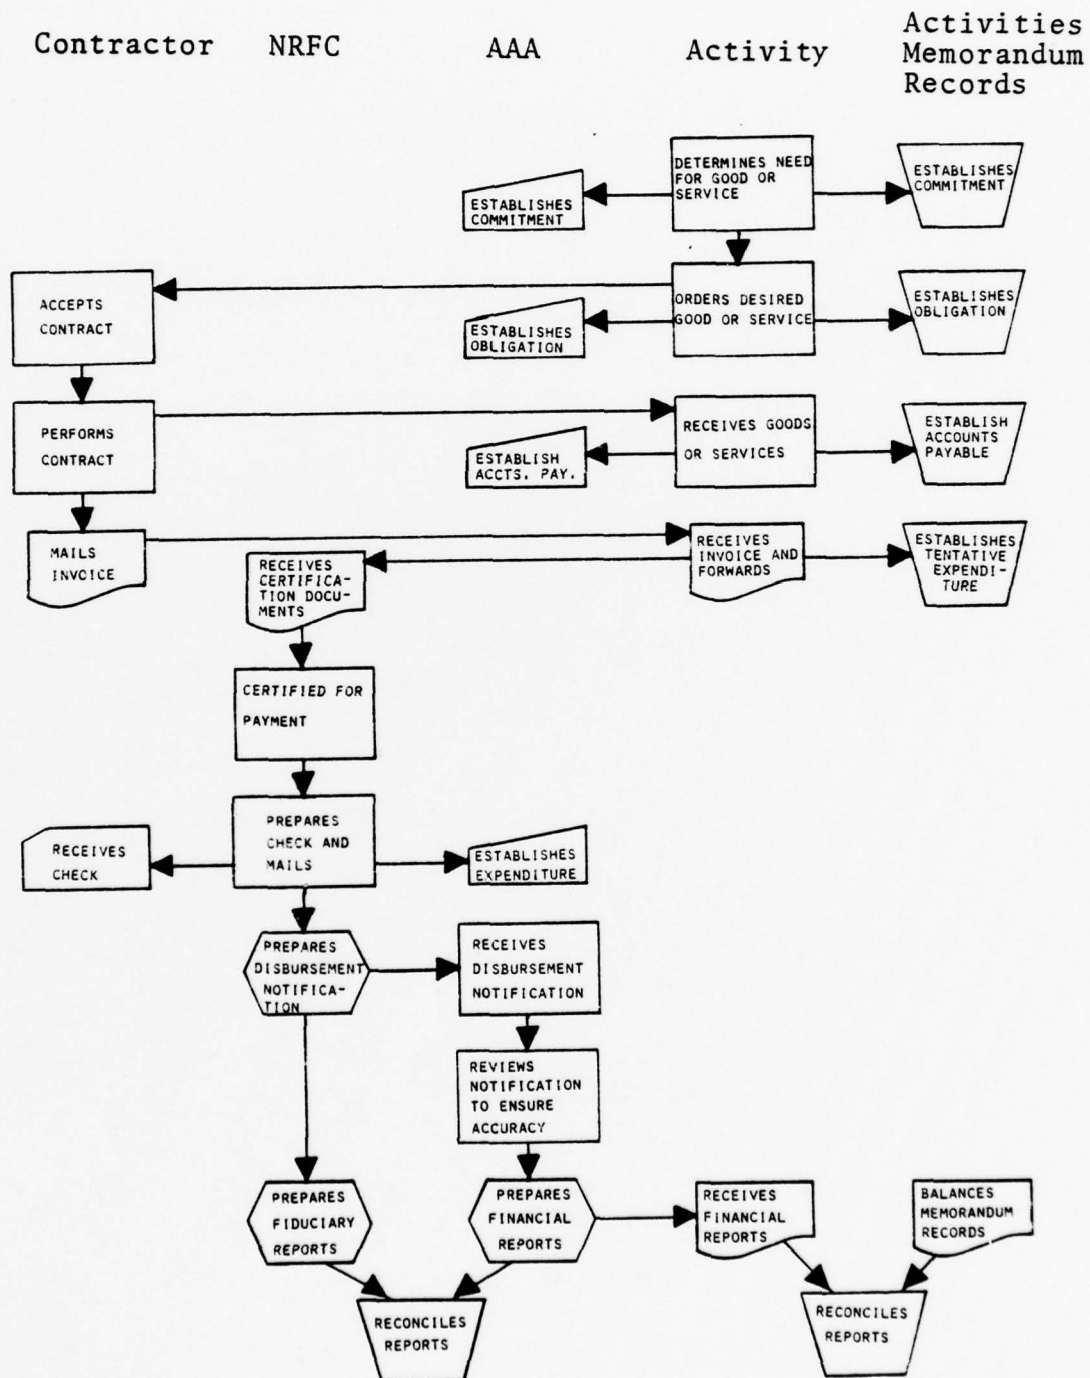 Contractor
NRFC
AAA
Activity
Activities
Memorandum
Records
DETERMINES NEED
FOR GOOD OR
SERVICE
ESTABLISHES
COMMITMENT
ESTABLISHES
COMMITMENT
ACCEPTS
CONTRACT
ORDERS DESIRED
GOOD OR SERVICE
ESTABLISHES
OBLIGATION
ESTABLISHES
OBLIGATION
PERFORMS
CONTRACT
RECEIVES GOODS
OR SERVICES
ESTABLISH
ACCTS. PAY.
ESTABLISH
ACCOUNTS
PAYABLE
MAILS
INVOICE
RECEIVES
INVOICE AND
FORWARDS
ESTABLISHES
TENTATIVE
EXPENDI-
TURE
RECEIVES
CERTIFICA-
TION DOCU-
MENTS
CERTIFIED FOR
PAYMENT
PREPARES
CHECK AND
MAILS
RECEIVES
CHECK
ESTABLISHES
EXPENDITURE
PREPARES
DISBURSEMENT
NOTIFICA-
TION
RECEIVES
DISBURSEMENT
NOTIFICATION
REVIEWS
NOTIFICATION
TO ENSURE
ACCURACY
PREPARES
FIDUCIARY
REPORTS
PREPARES
FINANCIAL
REPORTS
RECEIVES
FINANCIAL
REPORTS
BALANCES
MEMORANDUM
RECORDS
RECONCILES
REPORTS
RECONCILES
REPORTS